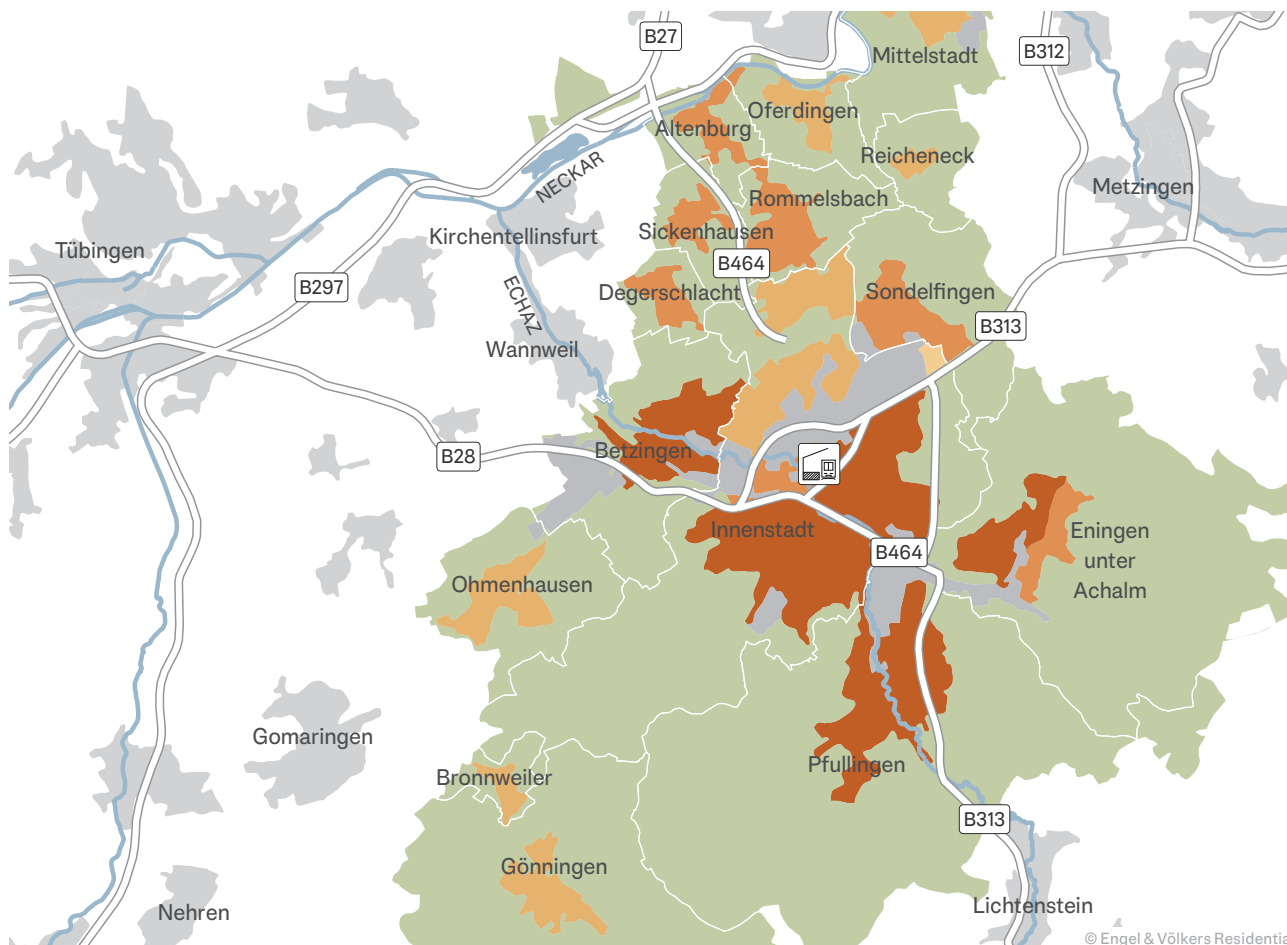 B27
B312
Mittelstadt
Oferdingen
Altenburg
Reicheneck
NECKAR
Metzingen
Rommelsbach
Sickenhausen
Kirchentellinsfurt
Tübingen
B464
B297
Degerschlacht
Sondelfingen
ECHAZ
B313
Wannweil
Betzingen
B28
Innenstadt
B464
Eningen
unter
Achalm
Ohmenhausen
Gomaringen
Pfullingen
Bronnweiler
B313
Gönningen
Nehren
Lichtenstein
© Engel & Völkers Residentia